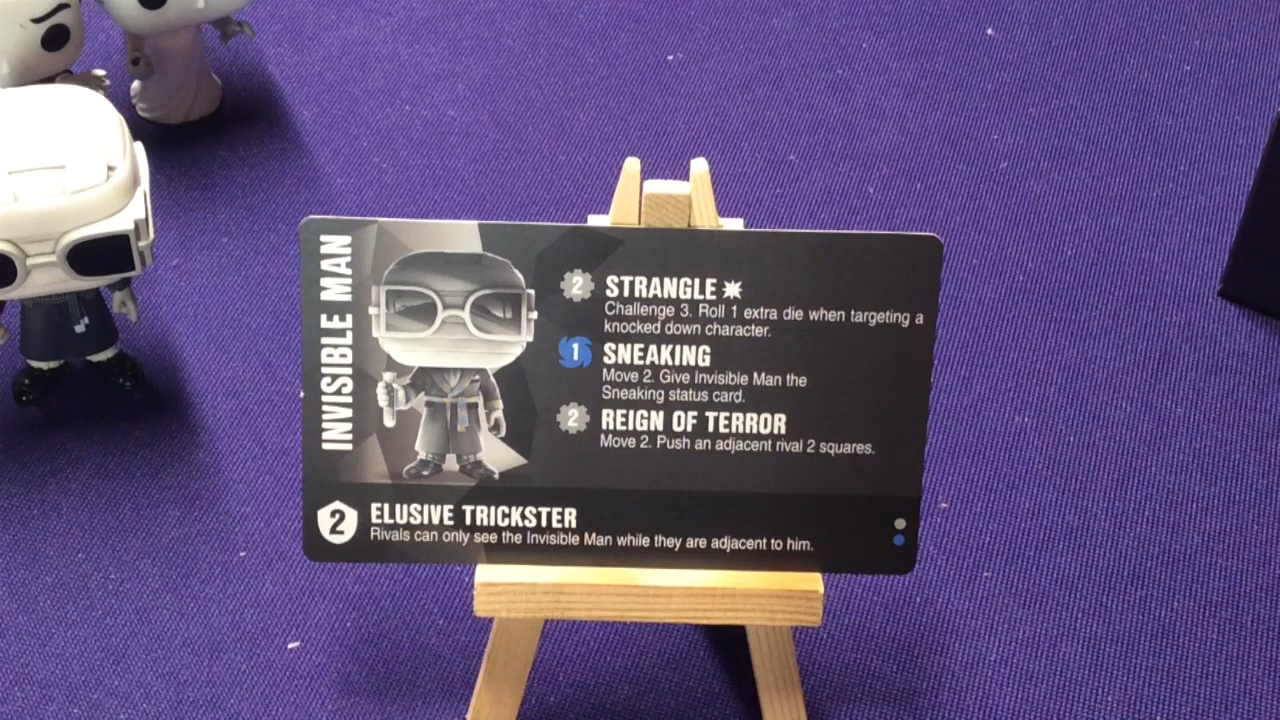 INVISIBLE MAN
2 STRANGLE
Challenge 3. Roll 1 extra die when targeting a
knocked down character.
1 SNEAKING
Move 2. Give Invisible Man the
Sneaking status card.
2 REIGN OF TERROR
Move 2. Push an adjacent rival 2 squares.
2 ELUSIVE TRICKSTER
Rivals can only see the Invisible Man while they are adjacent to him.